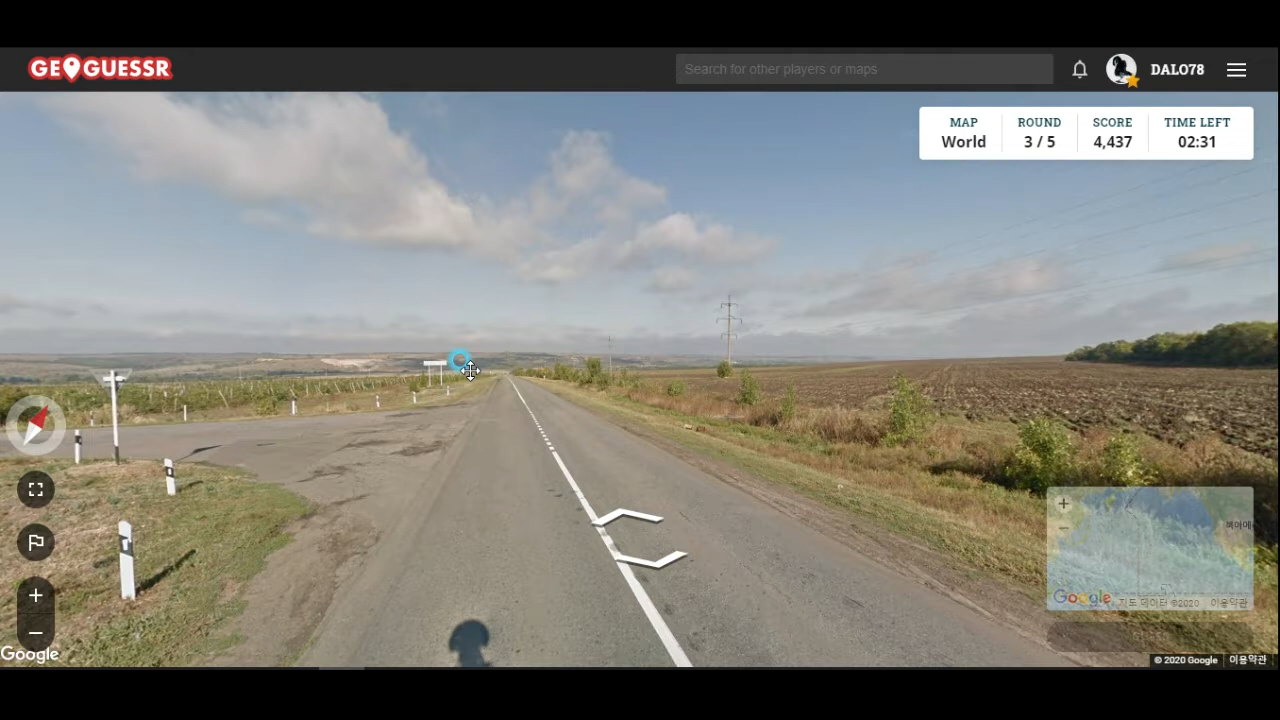 GEOGUESSR
Search for other players or maps
DALO78
MAP ROUND SCORE TIME LEFT
World 3 / 5 4,437 02:31
Google
Google
지도 데이터 ©2020 이용약관
© 2020 Google 이용약관